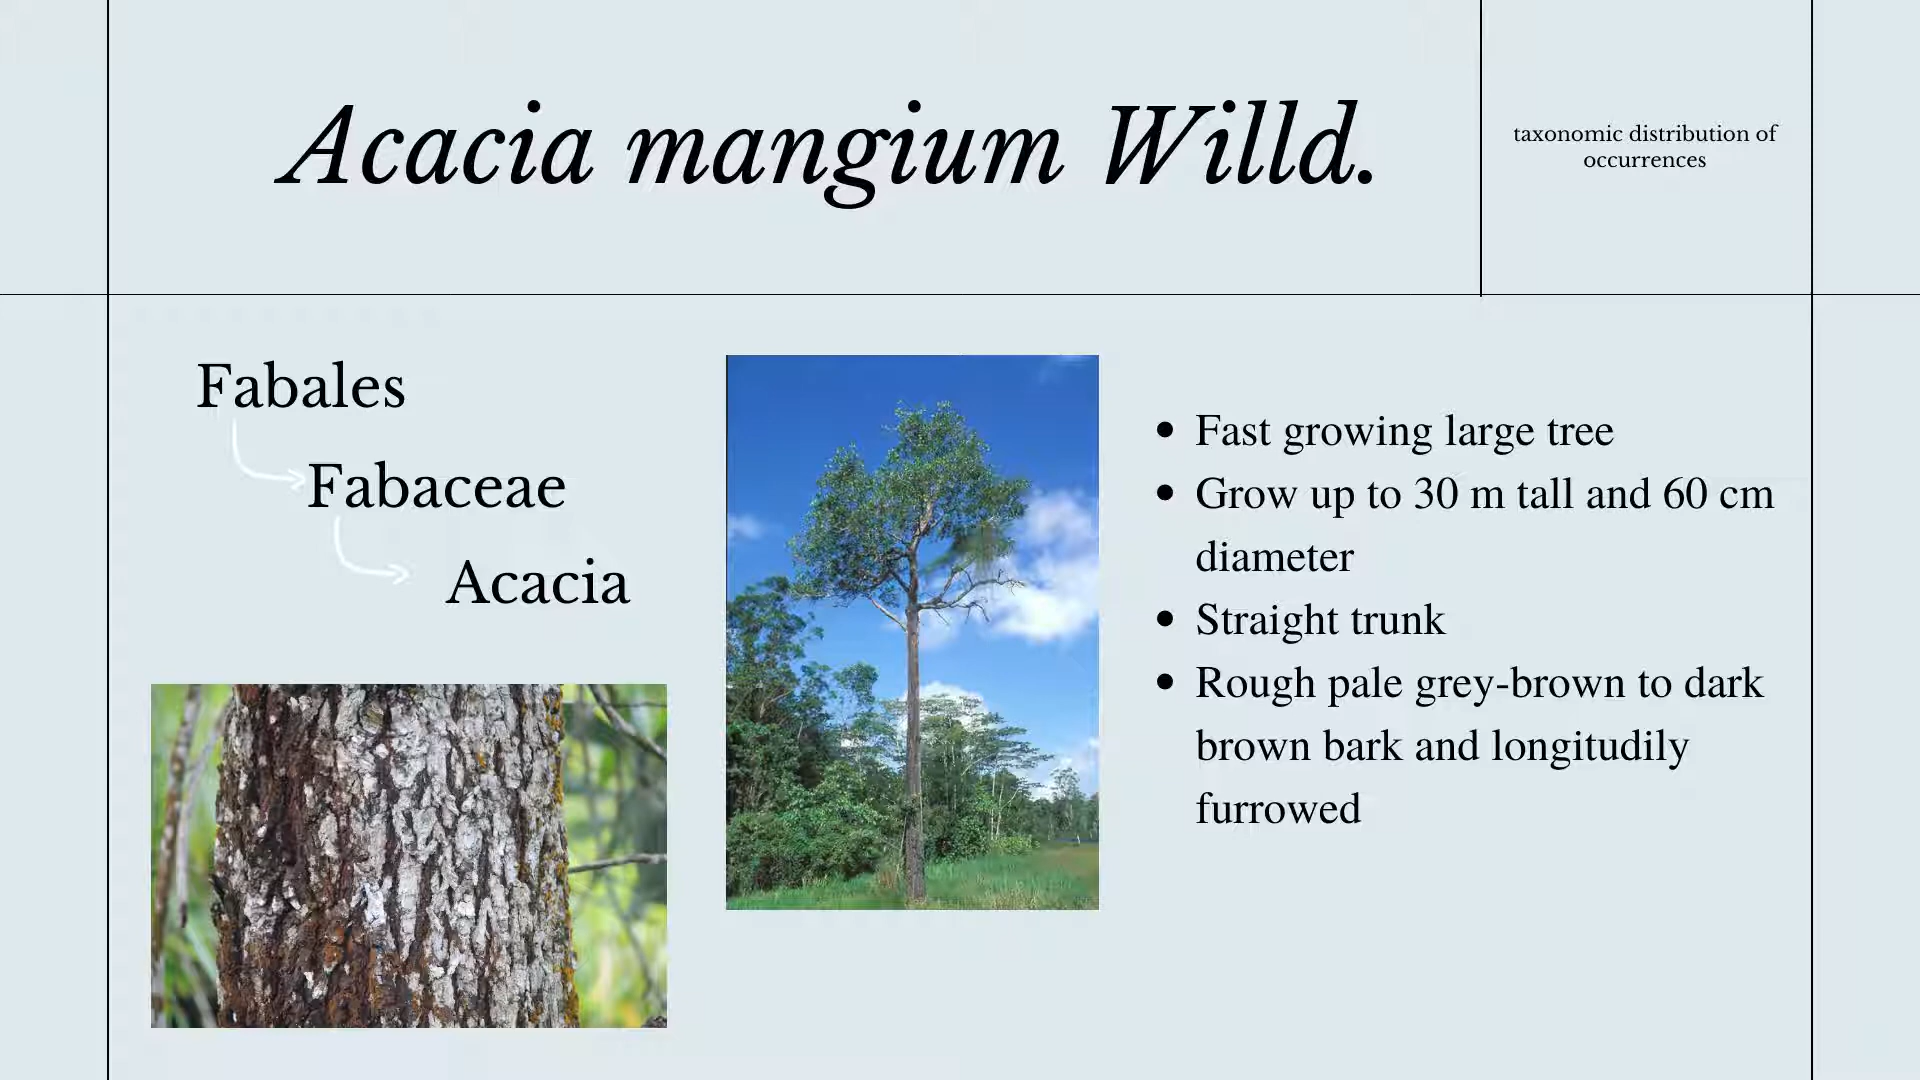 Acacia mangium Willd.
taxonomic distribution of
occurrences
Fabales
Fabaceae
Acacia
• Fast growing large tree
• Grow up to 30 m tall and 60 cm
diameter
• Straight trunk
• Rough pale grey-brown to dark
brown bark and longitudily
furrowed